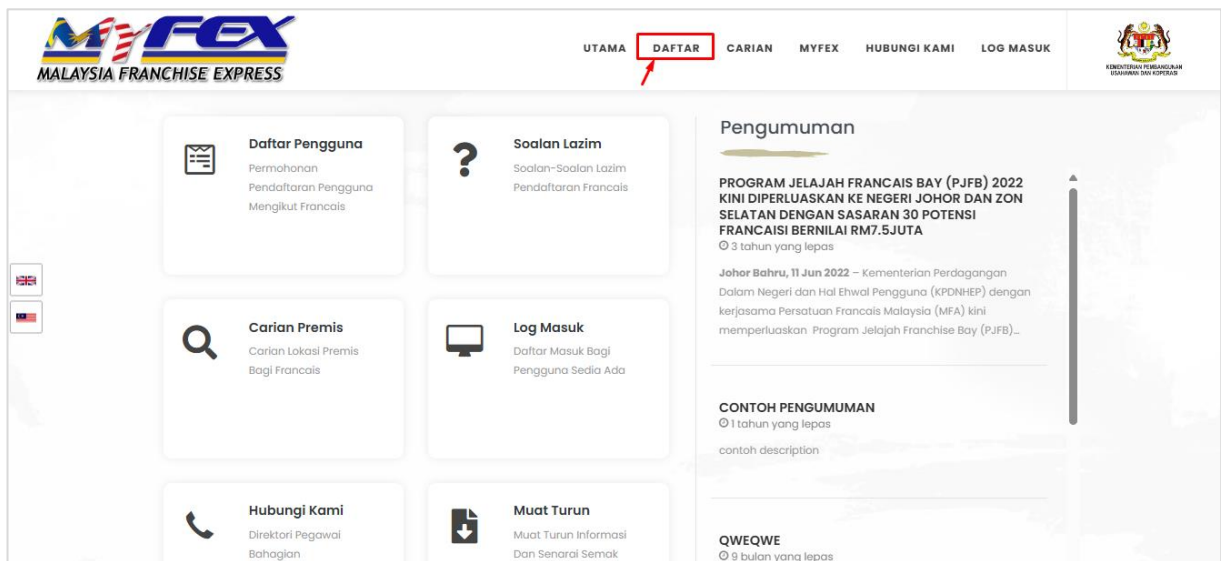 MyFEX
MALAYSIA FRANCHISE EXPRESS
UTAMA DAFTAR CARIAN MYFEX HUBUNGI KAMI LOG MASUK
KEMENTERIAN PEMBANGUNAN
USAHAWAN DAN KOPERASI
Daftar Pengguna
Permohonan
Pendaftaran Pengguna
Mengikut Francais
Soalan Lazim
Soalan-Soalan Lazim
Pendaftaran Francais
Carian Premis
Carian Lokasi Premis
Bagi Francais
Log Masuk
Daftar Masuk Bagi
Pengguna Sedia Ada
Hubungi Kami
Direktori Pegawai
Bahagian
Muat Turun
Muat Turun Informasi
Dan Senarai Semak
Pengumuman
PROGRAM JELAJAH FRANCAIS BAY (PJFB) 2022
KINI DIPERLUASKAN KE NEGERI JOHOR DAN ZON
SELATAN DENGAN SASARAN 30 POTENSI
FRANCAISI BERNILAI RM7.5JUTA
3 tahun yang lepas
Johor Bahru, 11 Jun 2022 – Kementerian Perdagangan
Dalam Negeri dan Hal Ehwal Pengguna (KPDNHEP) dengan
kerjasama Persatuan Francais Malaysia (MFA) kini
memperluaskan Program Jelajah Franchise Bay (PJFB)...
CONTOH PENGUMUMAN
1 tahun yang lepas
contoh description
QWEQWE
9 bulan yang lepas